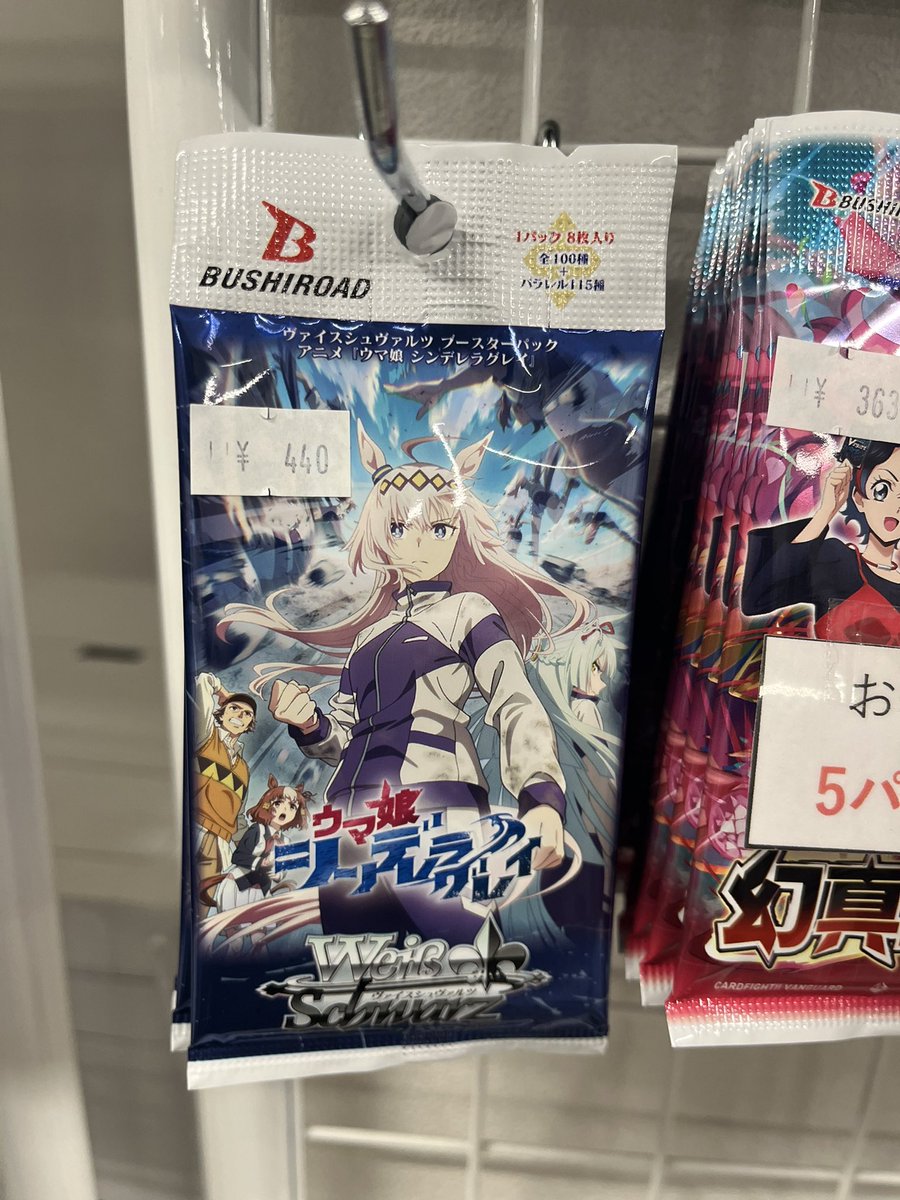 BUSHIROAD
1パック 8枚入り
全100種
+
パラレル115種
ヴァイスシュヴァルツ ブースターパック
アニメ『ウマ娘 シンデレラグレイ』
¥ 440
ウマ娘
シンデレラグレイ
Weiß
ヴァイスシュヴァルツ
Schwarz
¥ 363
お
5パ
幻真
CARDFIGHT!! VANGUARD